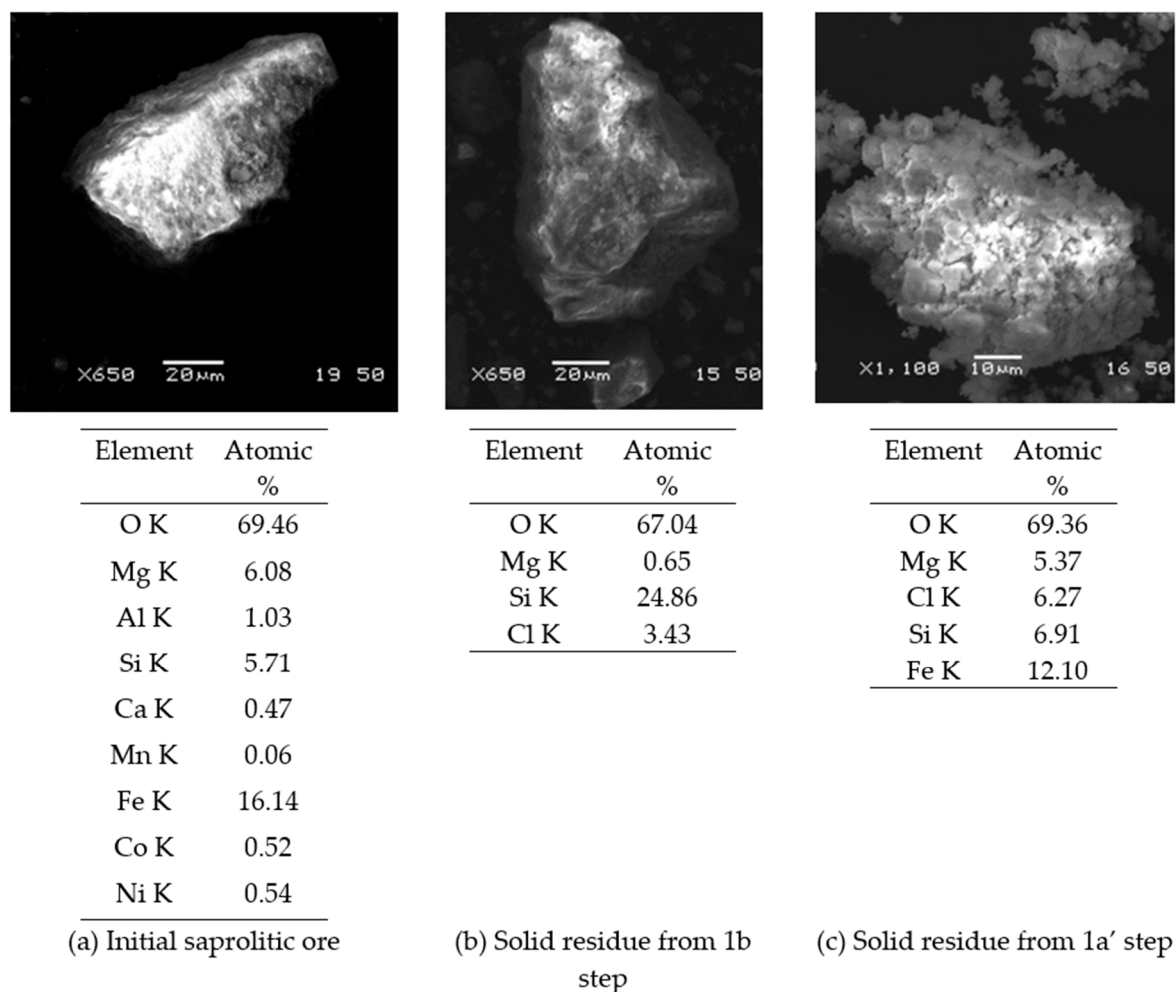 X650 20μm 19 50
X650 20μm 15 50
X1,100 10μm 16 50
Element Atomic
%
O K 69.46
Mg K 6.08
Al K 1.03
Si K 5.71
Ca K 0.47
Mn K 0.06
Fe K 16.14
Co K 0.52
Ni K 0.54
(a) Initial saprolitic ore
Element Atomic
%
O K 67.04
Mg K 0.65
Si K 24.86
Cl K 3.43
(b) Solid residue from 1b
step
Element Atomic
%
O K 69.36
Mg K 5.37
Cl K 6.27
Si K 6.91
Fe K 12.10
(c) Solid residue from 1a’ step